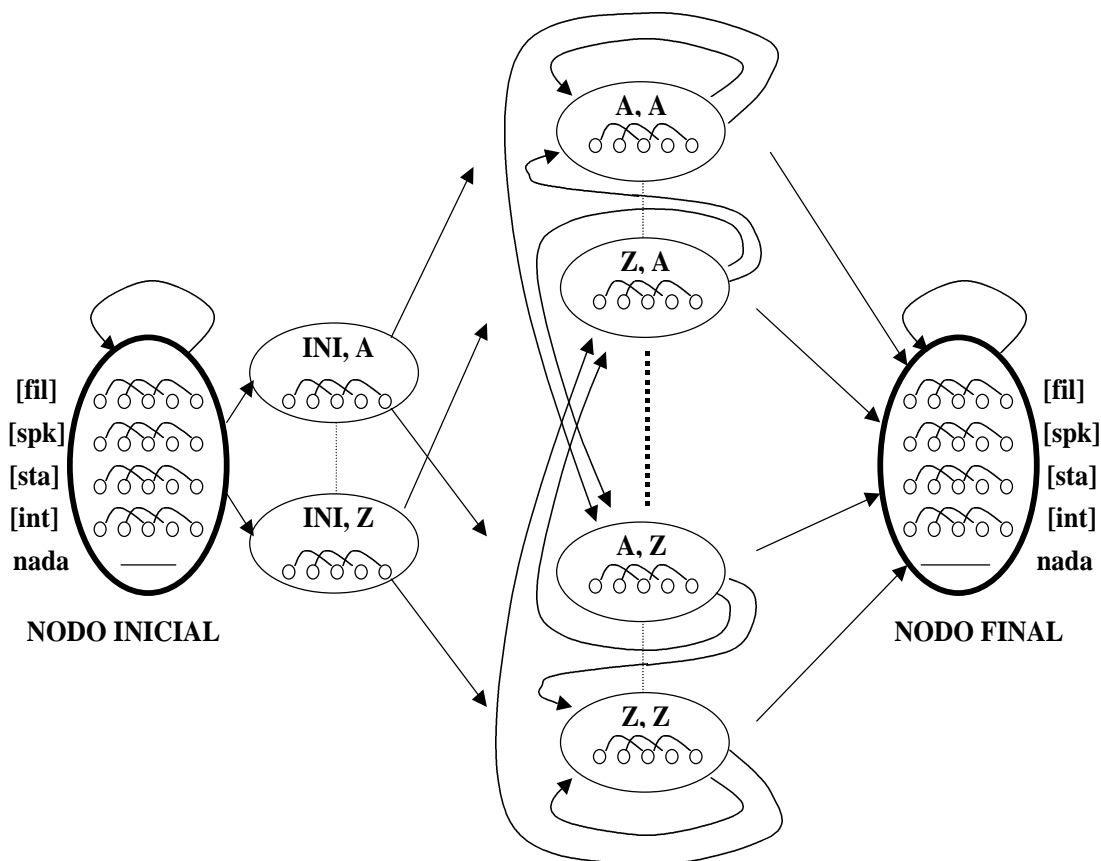 A, A
Z, A
INI, A
[fil]
[spk]
[sta]
[int]
nada
INI, Z
NODO INICIAL
A, Z
Z, Z
[fil]
[spk]
[sta]
[int]
nada
NODO FINAL